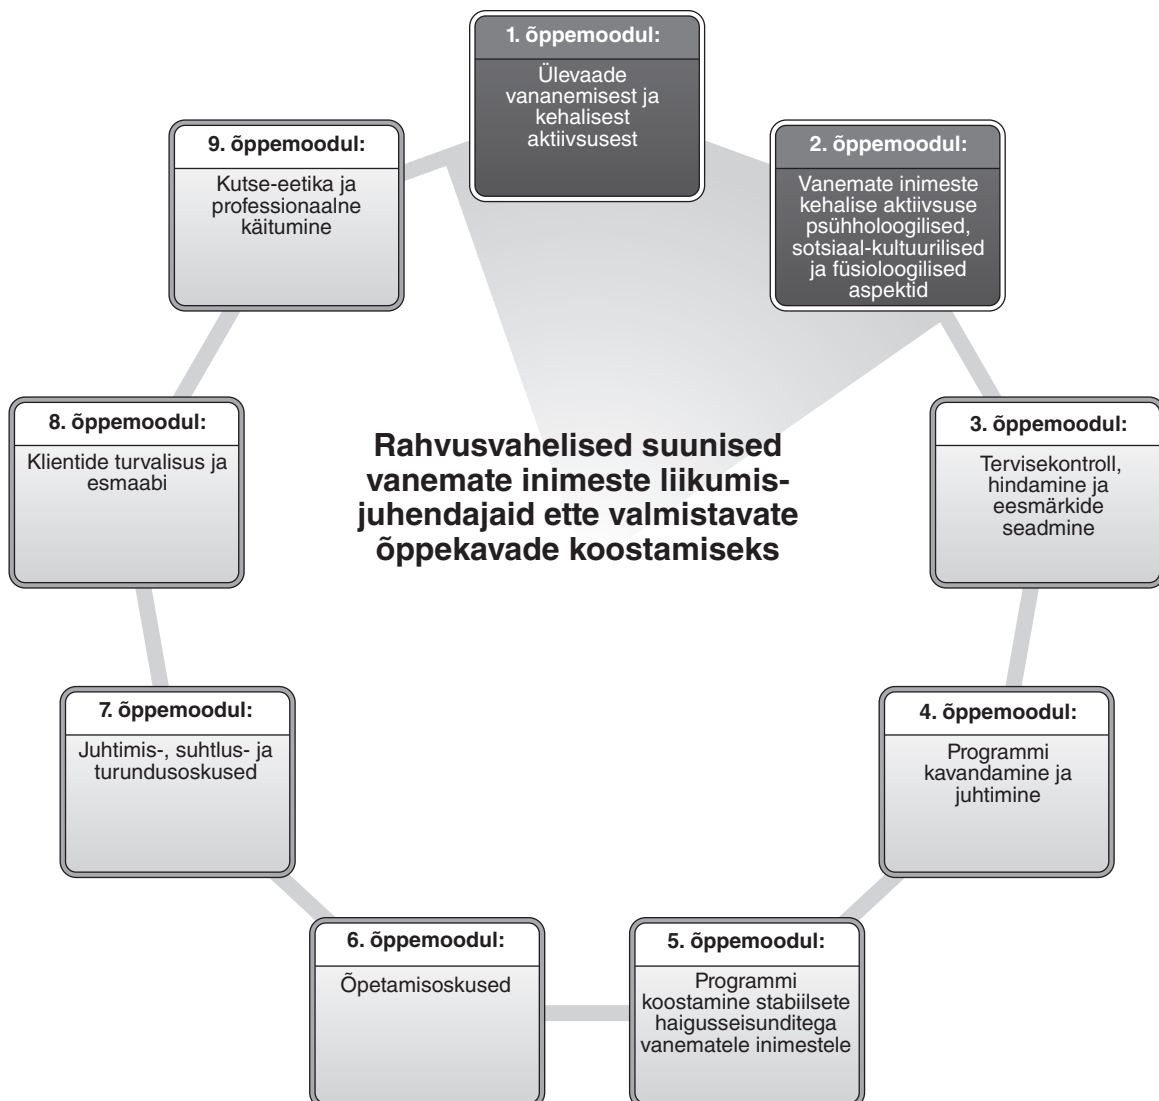 1. õppemoodul:
Ülevaade
vananemisest ja
kehalisest
aktiivsusest
2. õppemoodul:
Vanemate inimeste
kehalise aktiivsuse
psühholoogilised,
sotsiaal-kultuurilised
ja füsioloogilised
aspektid
3. õppemoodul:
Tervisekontroll,
hindamine ja
eesmärkide
seadmine
4. õppemoodul:
Programmi
kavandamine ja
juhtimine
5. õppemoodul:
Programmi
koostamine stabiilsete
haigusseisunditega
vanematele inimestele
6. õppemoodul:
Õpetamisoskused
7. õppemoodul:
Juhtimis-, suhtlus- ja
turundusoskused
8. õppemoodul:
Klientide turvalisus ja
esmaabi
9. õppemoodul:
Kutse-eetika ja
professionaalne
käitumine
Rahvusvahelised suunised
vanemate inimeste liikumis-
juhendajaid ette valmistavate
õppekavade koostamiseks